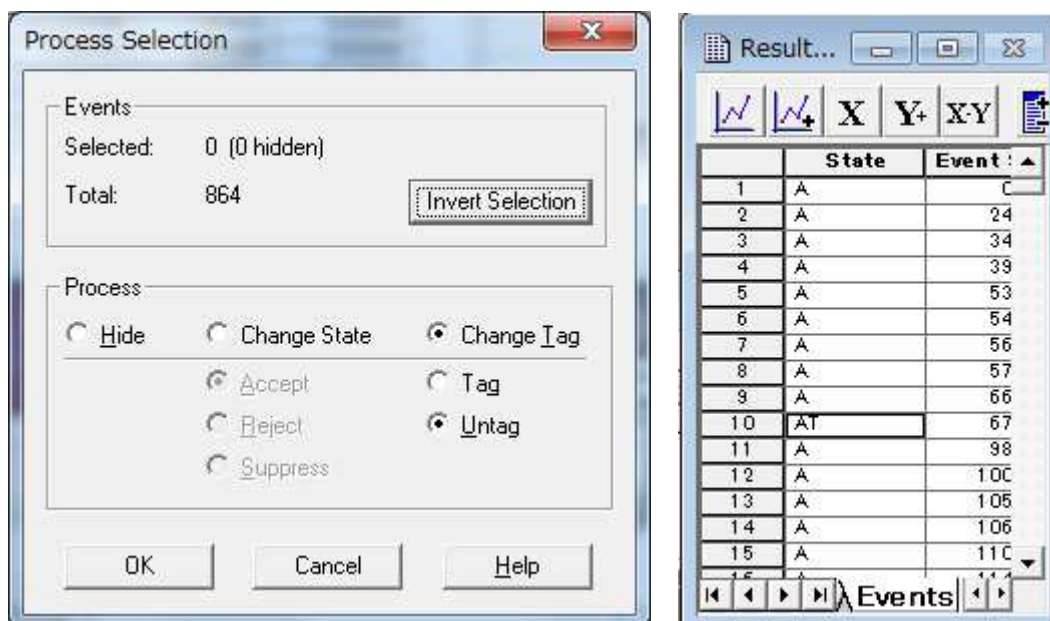 Process Selection
Events
Selected: 0 (0 hidden)
Total: 864
Invert Selection
Process
Hide Change State Change Tag
Accept Tag
Reject Untag
Suppress
OK Cancel Help
Result...
X Y+ X-Y
State Event
1 A 0
2 A 24
3 A 34
4 A 39
5 A 53
6 A 54
7 A 56
8 A 57
9 A 66
10 AT 67
11 A 98
12 A 100
13 A 105
14 A 106
15 A 110
Events